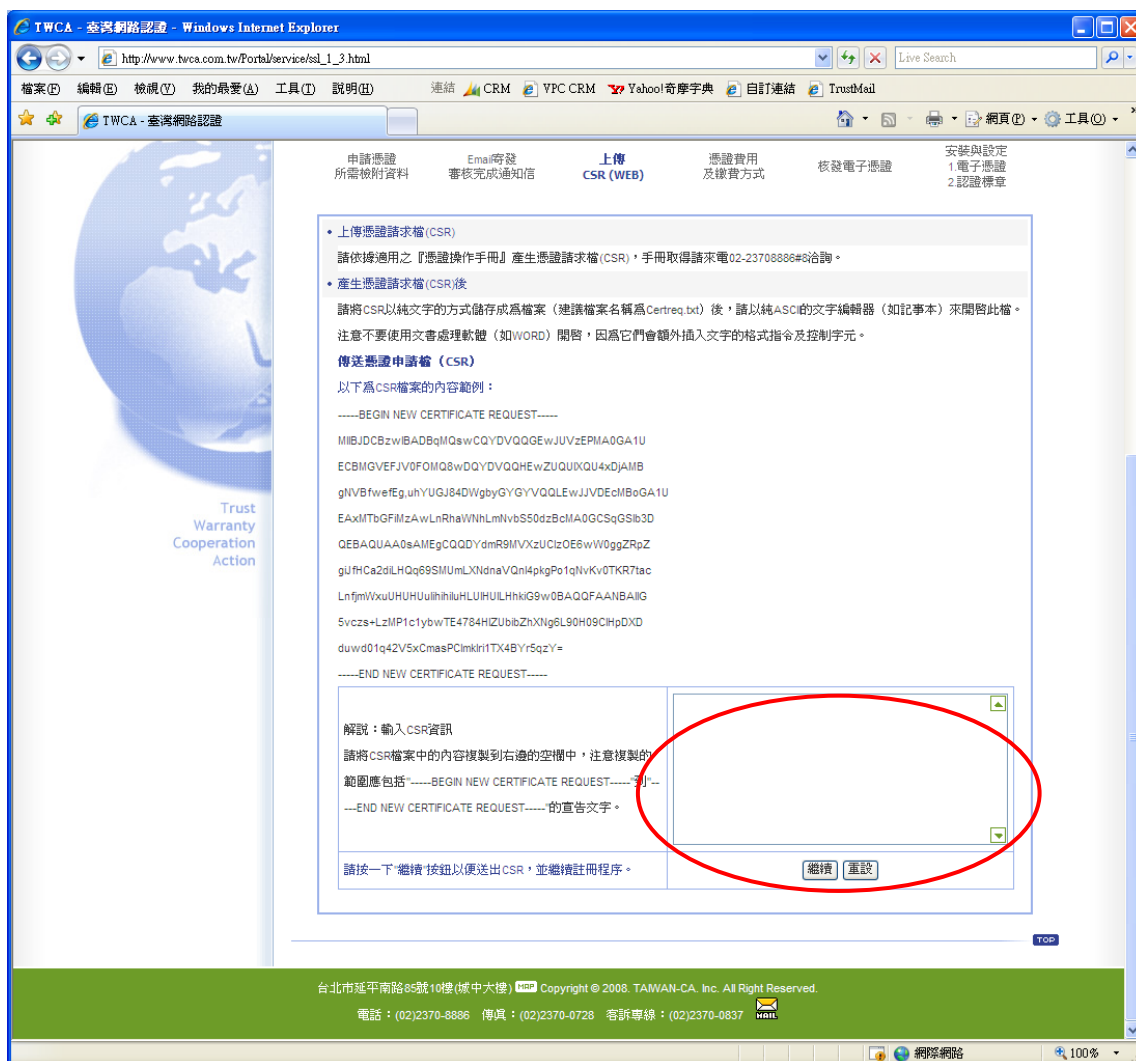 TWCA - 臺灣網路認證 - Windows Internet Explorer
http://www.twca.com.tw/Portal/service/ssl_1_3.html
Live Search
檔案(F) 編輯(E) 檢視(V) 我的最愛(A) 工具(T) 說明(H) 連結 CRM VPC CRM Yahoo!奇摩字典 自訂連結 TrustMail
TWCA - 臺灣網路認證 網頁(P) 工具(O)
申請憑證
所需檢附資料
Email寄發
審核完成通知信
上傳
CSR (WEB)
憑證費用
及繳費方式
核發電子憑證
安裝與設定
1.電子憑證
2.認證標章
上傳憑證請求檔(CSR)
請依據適用之『憑證操作手冊』產生憑證請求檔(CSR),手冊取得請來電02-23708886#8洽詢。
產生憑證請求檔(CSR)後
請將CSR以純文字的方式儲存成為檔案(建議檔案名稱為Certreq.txt)後,請以純ASCII的文字編輯器(如記事本)來開啟此檔。
注意不要使用文書處理軟體(如WORD)開啟,因為它們會額外插入文字的格式指令及控制字元。
傳送憑證申請檔(CSR)
以下為CSR檔案的內容範例:
-----BEGIN NEW CERTIFICATE REQUEST-----
MIIBJDCBzwIBADBqMQswCQYDVQQGEwJUVzEPMA0GA1U
ECBMGVEFJV0FOMQ8wDQYDVQQHEwZUQUlXQU4xDjAMB
gNVBfwefEg,uhYUGJ84DWgbyGYGYVQQLEwJJVDEcMBoGA1U
EAxMTbGFiMzAwLnRhaWNhLmNvbS50dzBcMA0GCSqGSIb3D
QEBAQUAA0sAMEgCQQDYdmR9MVXzUClzOE6wW0ggZRpZ
giJfHCa2diLHQq69SMUmLXNdnaVQnl4pkgPo1qNvKv0TKR7tac
LnfjmWxuUHUHUulihihiluHLUIHUILHhkiG9w0BAQQFAANBAIlG
5vczs+LzMP1c1ybwTE4784HlZUbibZhXNg6L90H09ClHpDXD
duwd01q42V5xCmasPClmklri1TX4BYr5qzY=
-----END NEW CERTIFICATE REQUEST-----
解說:輸入CSR資訊
請將CSR檔案中的內容複製到右邊的空欄中,注意複製的
範圍應包括"-----BEGIN NEW CERTIFICATE REQUEST-----"到"--
---END NEW CERTIFICATE REQUEST-----"的宣告文字。
請按一下"繼續"按鈕以便送出CSR,並繼續註冊程序。
繼續 重設
Trust
Warranty
Cooperation
Action
TOP
台北市延平南路85號10樓(城中大樓) MAP Copyright © 2008. TAIWAN-CA. Inc. All Right Reserved.
電話:(02)2370-8886 傳真:(02)2370-0728 客訴專線:(02)2370-0837 MAIL
網際網路 100%